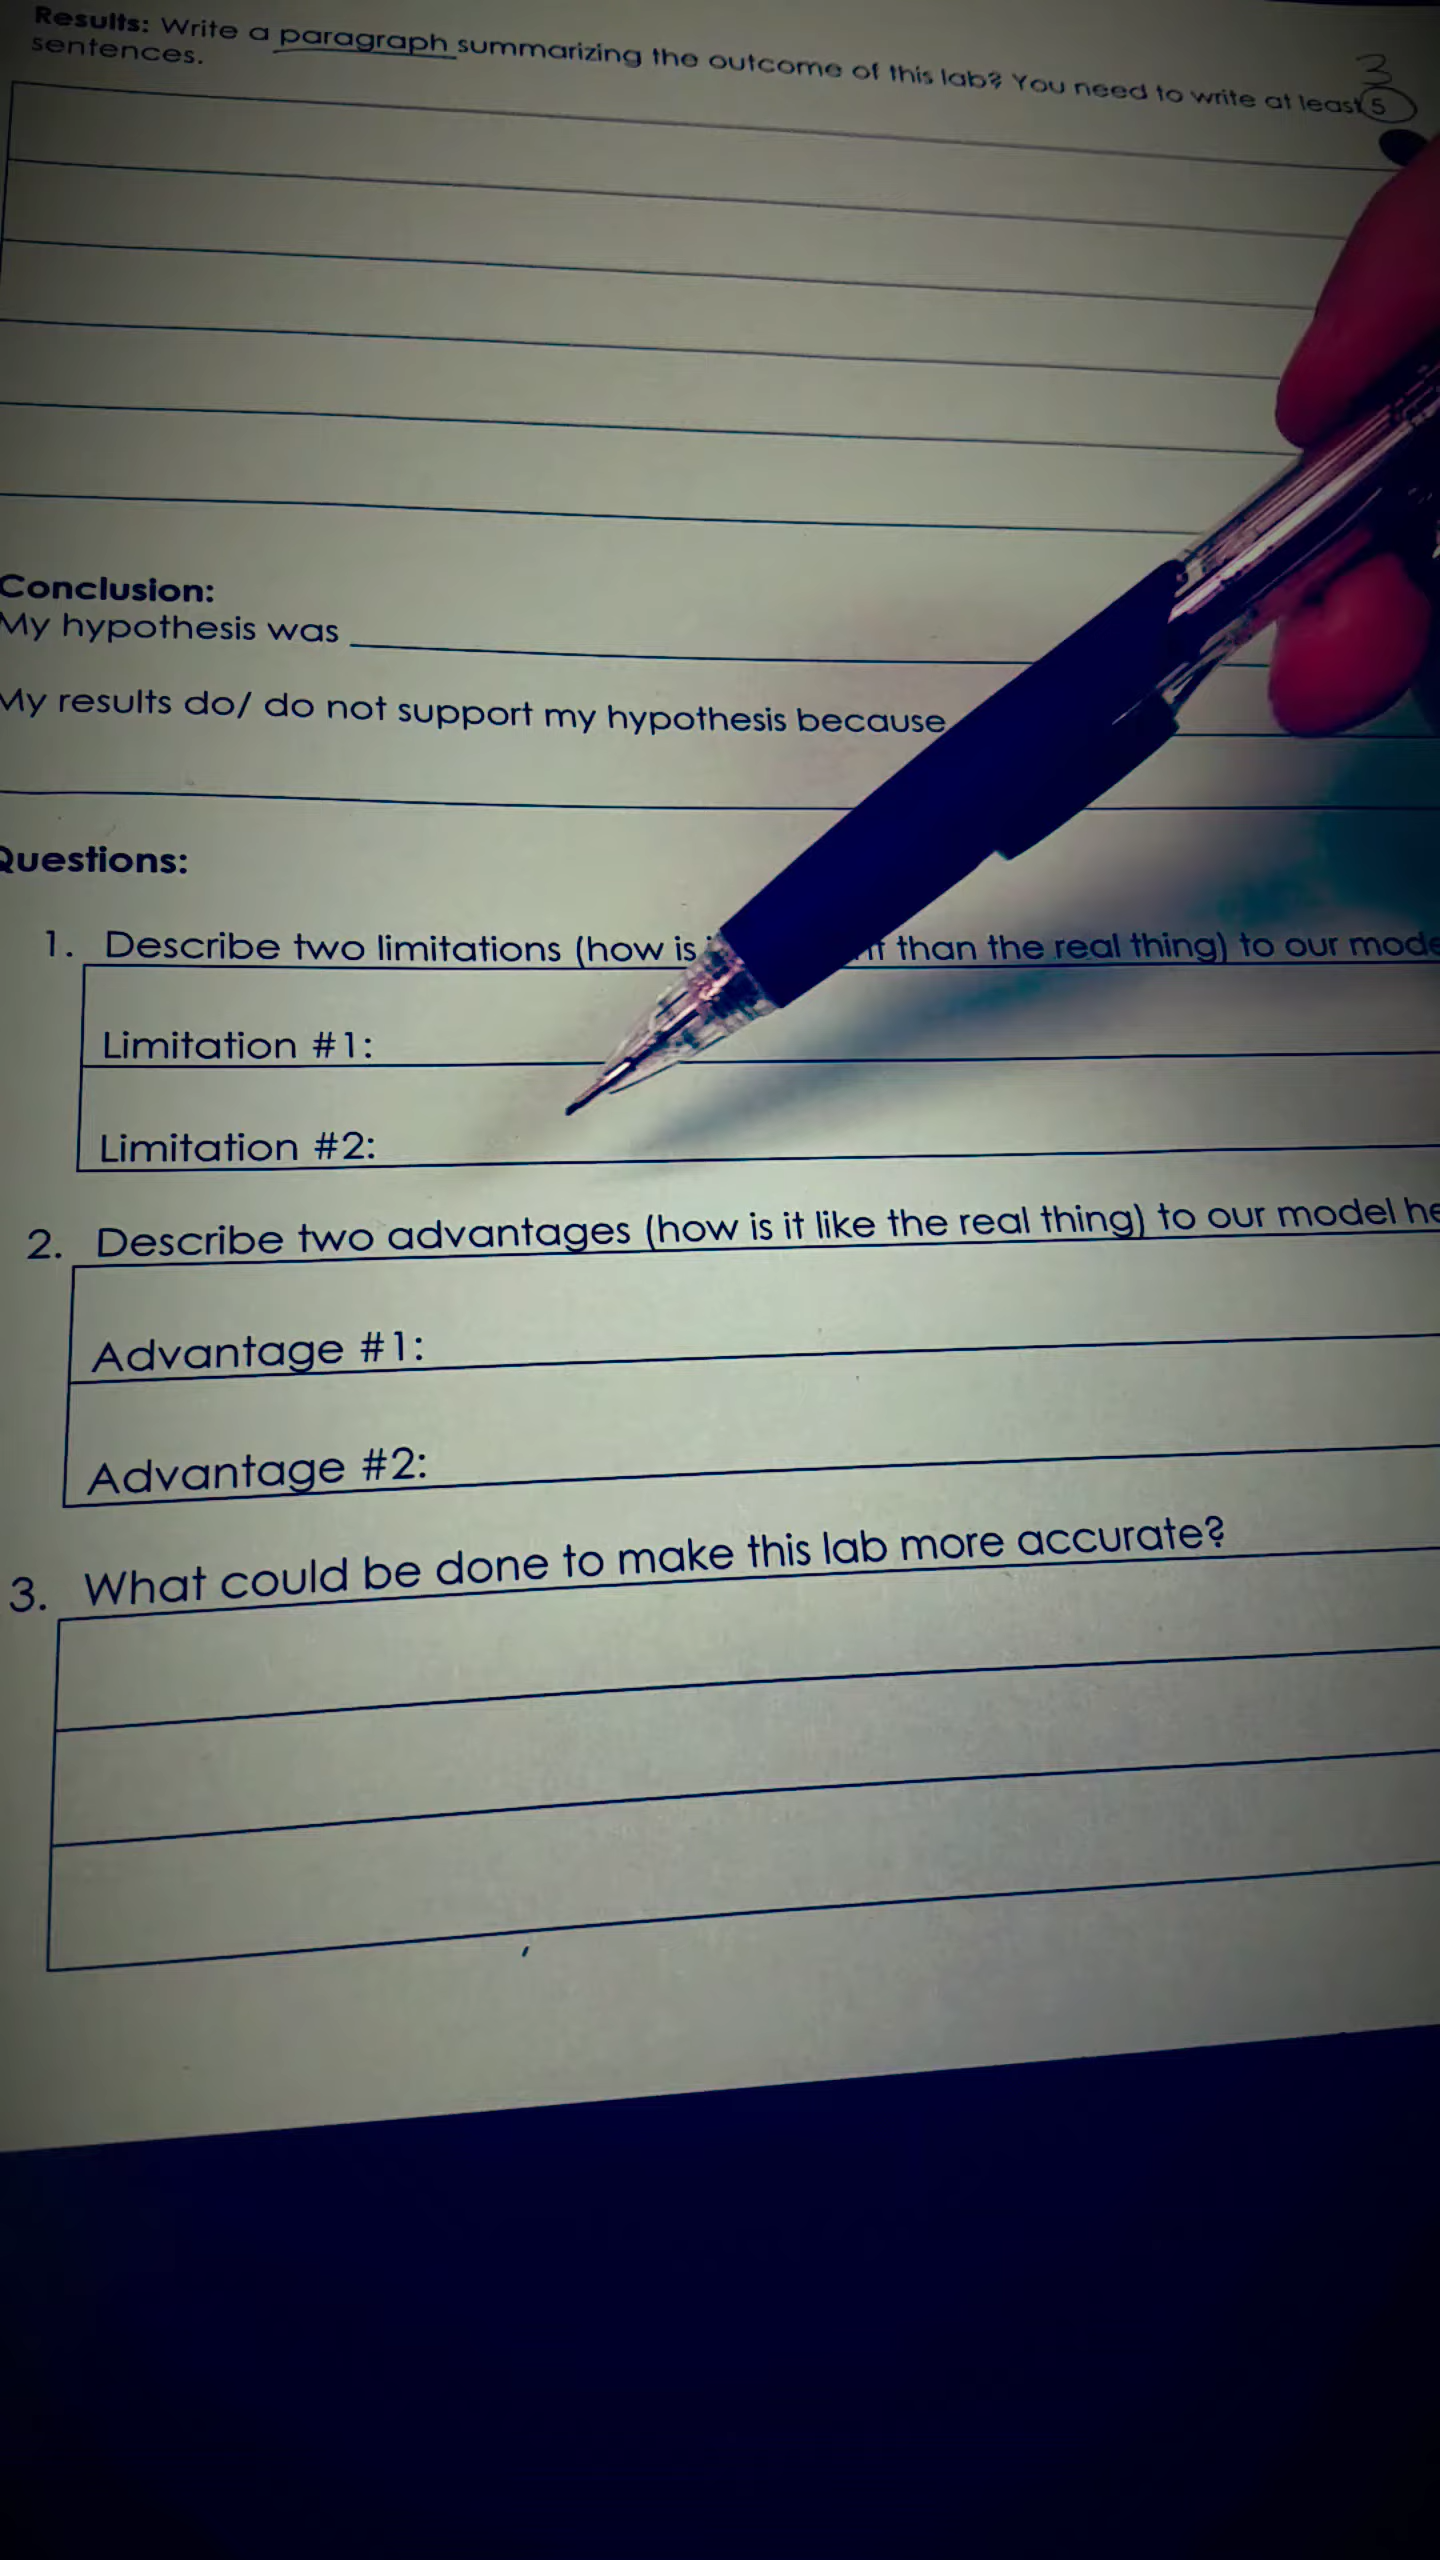 Results: Write a paragraph summarizing the outcome of this lab? You need to write at least 5
3
sentences.
Conclusion:
My hypothesis was
My results do/ do not support my hypothesis because
Questions:
1. Describe two limitations (how is than the real thing) to our
Limitation #1:
Limitation #2:
2. Describe two advantages (how is it like the real thing) to our model
Advantage #1:
Advantage #2:
3. What could be done to make this lab more accurate?